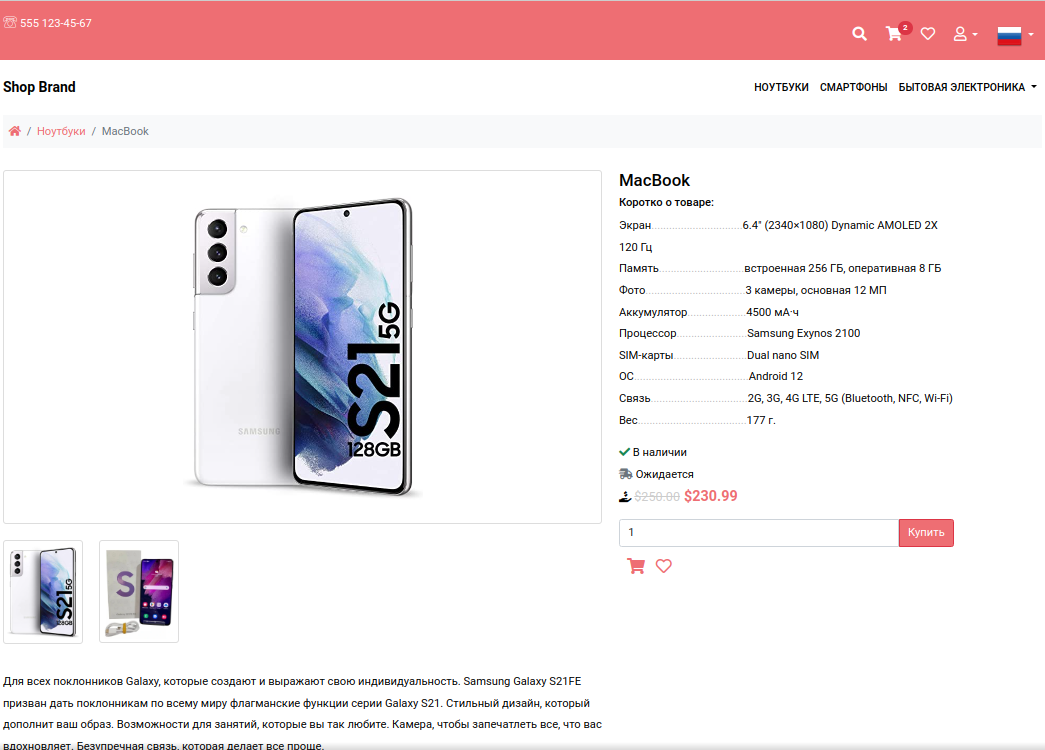 555 123-45-67
2
Shop Brand
НОУТБУКИ СМАРТФОНЫ БЫТОВАЯ ЭЛЕКТРОНИКА
/ Ноутбуки / MacBook
MacBook
Коротко о товаре:
Экран..............................6.4" (2340×1080) Dynamic AMOLED 2X
120 Гц
Память............................встроенная 256 ГБ, оперативная 8 ГБ
Фото.................................3 камеры, основная 12 МП
Аккумулятор....................4500 мА·ч
Процессор.......................Samsung Exynos 2100
SIM-карты........................Dual nano SIM
ОС......................................Android 12
Связь................................2G, 3G, 4G LTE, 5G (Bluetooth, NFC, Wi-Fi)
Вес....................................177 г.
В наличии
Ожидается
$250.00 $230.99
1 Купить
SAMSUNG
S21 5G
128GB
S21 5G
128GB
S
Для всех поклонников Galaxy, которые создают и выражают свою индивидуальность. Samsung Galaxy S21FE
призван дать поклонникам по всему миру флагманские функции серии Galaxy S21. Стильный дизайн, который
дополнит ваш образ. Возможности для занятий, которые вы так любите. Камера, чтобы запечатлеть все, что вас
вдохновляет. Безупречная связь, которая делает все проще.